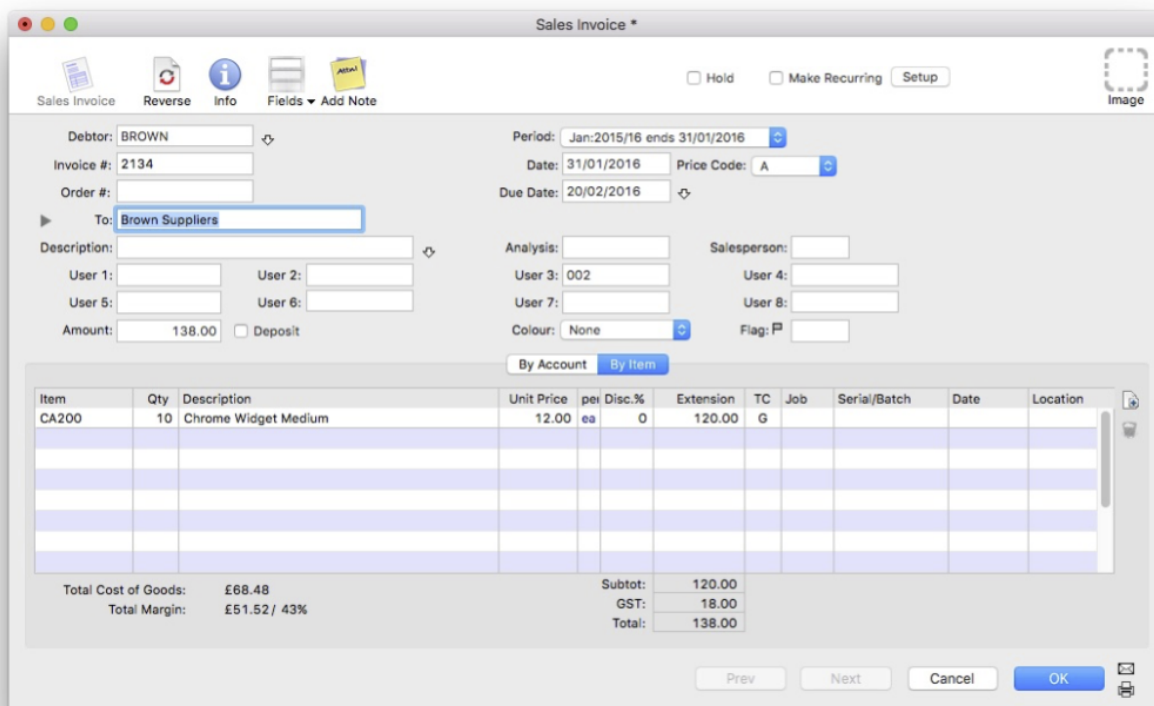 Sales Invoice *
Sales Invoice Reverse Info Fields Add Note Hold Make Recurring Setup Image
Debtor: BROWN Period: Jan:2015/16 ends 31/01/2016
Invoice #: 2134 Date: 31/01/2016 Price Code: A
Order #: Due Date: 20/02/2016
To: Brown Suppliers
Description: Analysis: Salesperson:
User 1: User 2: User 3: 002 User 4:
User 5: User 6: User 7: User 8:
Amount: 138.00 Deposit Colour: None Flag:
By Account By Item
Item Qty Description Unit Price per Disc.% Extension TC Job Serial/Batch Date Location
CA200 10 Chrome Widget Medium 12.00 ea 0 120.00 G
Total Cost of Goods: £68.48 Subtot: 120.00
Total Margin: £51.52/ 43% GST: 18.00
Total: 138.00
Prev Next Cancel OK